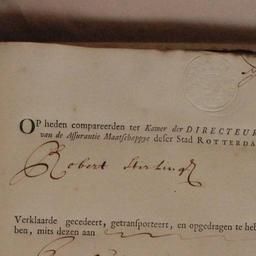 OP heden compareerden ter Kamer der DIRECTEUR
van de Assurantie Maatschappye deser Stad ROTTERDA
Robert Sterling
Verklaarde gecedeert, getransporteert, en opgedragen te heb
ben, mits dezen aan